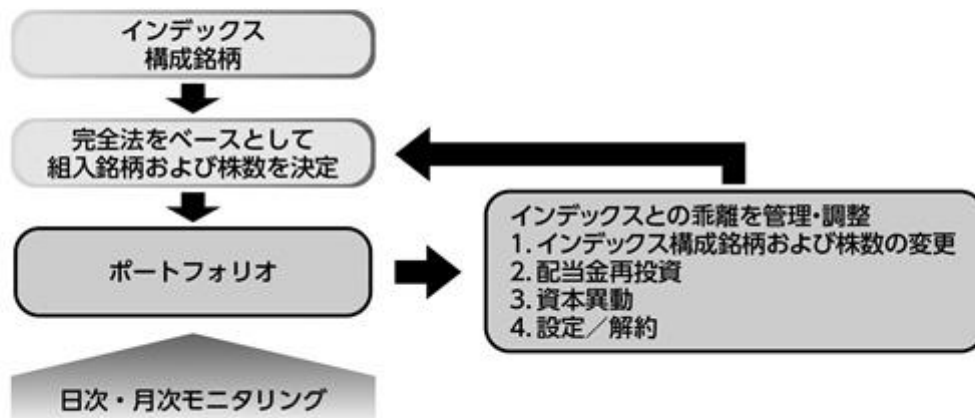 インデックス
構成銘柄
完全法をベースとして
組入銘柄および株数を決定
ポートフォリオ
インデックスとの乖離を管理・調整
1. インデックス構成銘柄および株数の変更
2. 配当金再投資
3. 資本異動
4. 設定／解約
日次・月次モニタリング